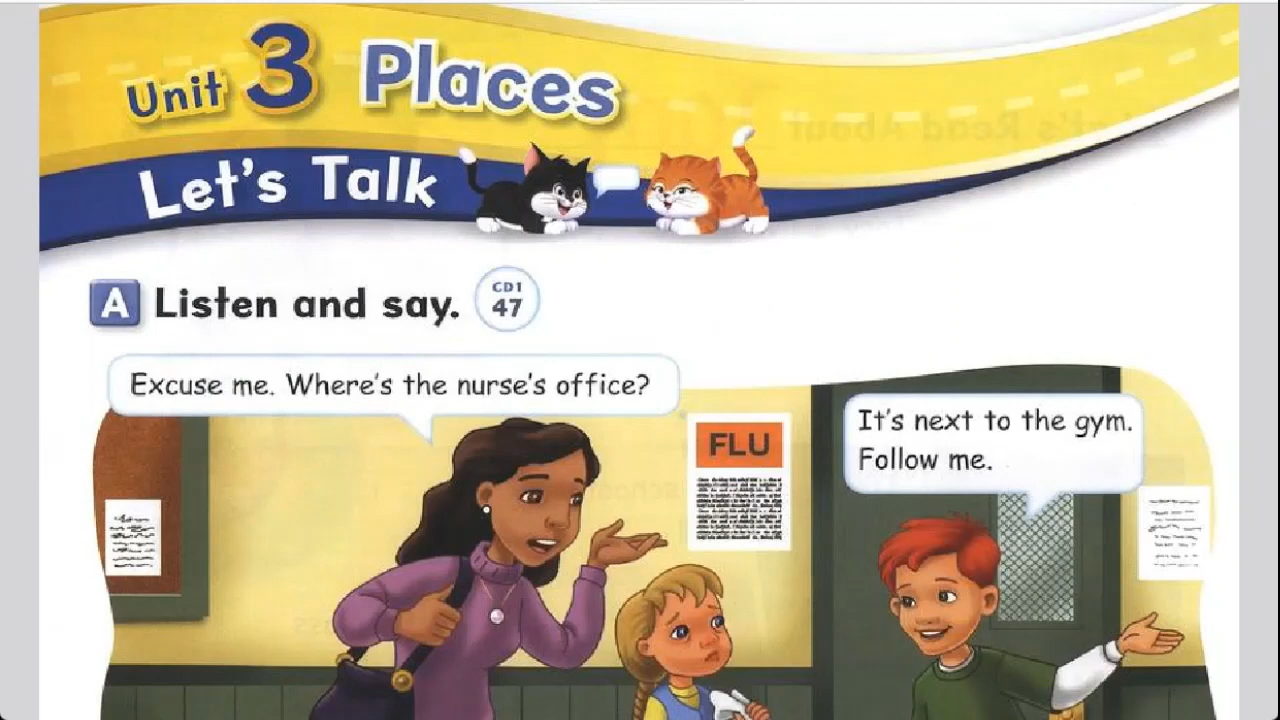 Unit 3 Places
Let's Talk
A Listen and say. CD1 47
Excuse me. Where's the nurse's office?
FLU
It's next to the gym.
Follow me.